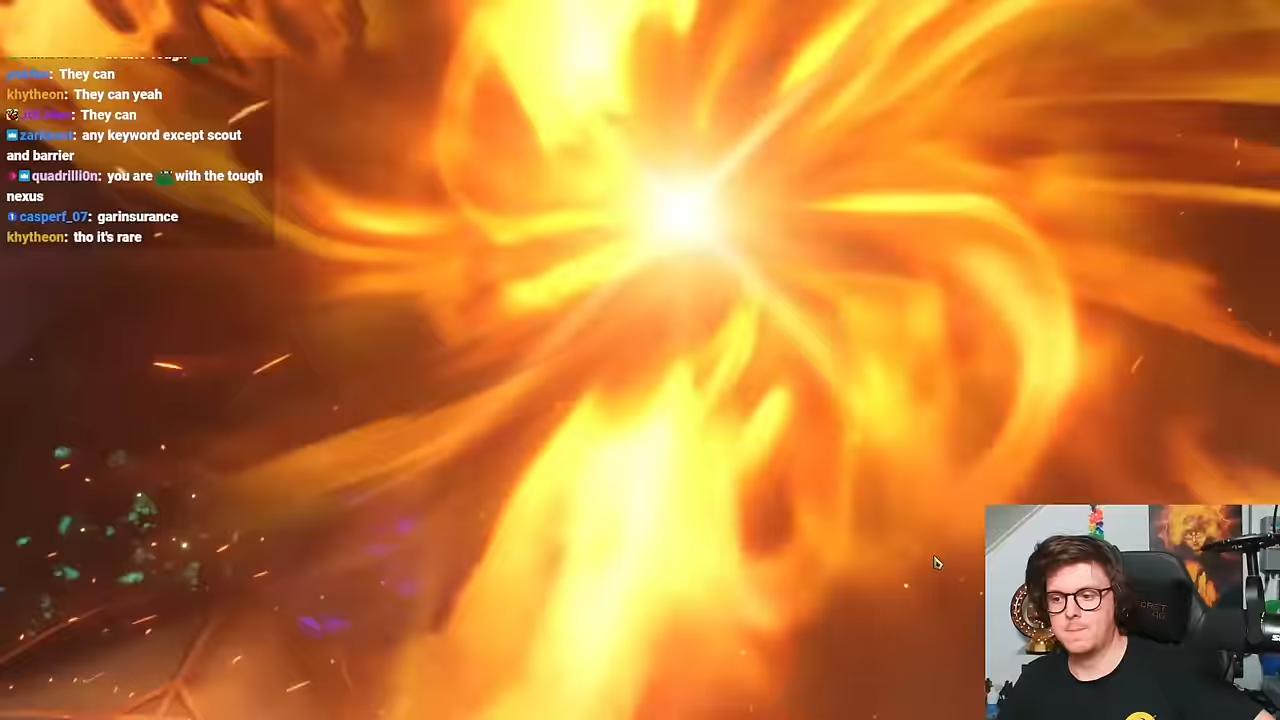 They can
khytheon: They can yeah
They can
any keyword except scout
and barrier
quadrilli0n: you are with the tough
nexus
casperf_07: garinsurance
khytheon: tho it's rare